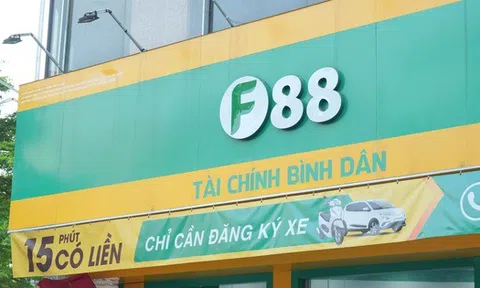 F88
TÀI CHÍNH BÌNH DÂN
15 PHÚT
CÓ LIỀN
CHỈ CẦN ĐĂNG KÝ XE